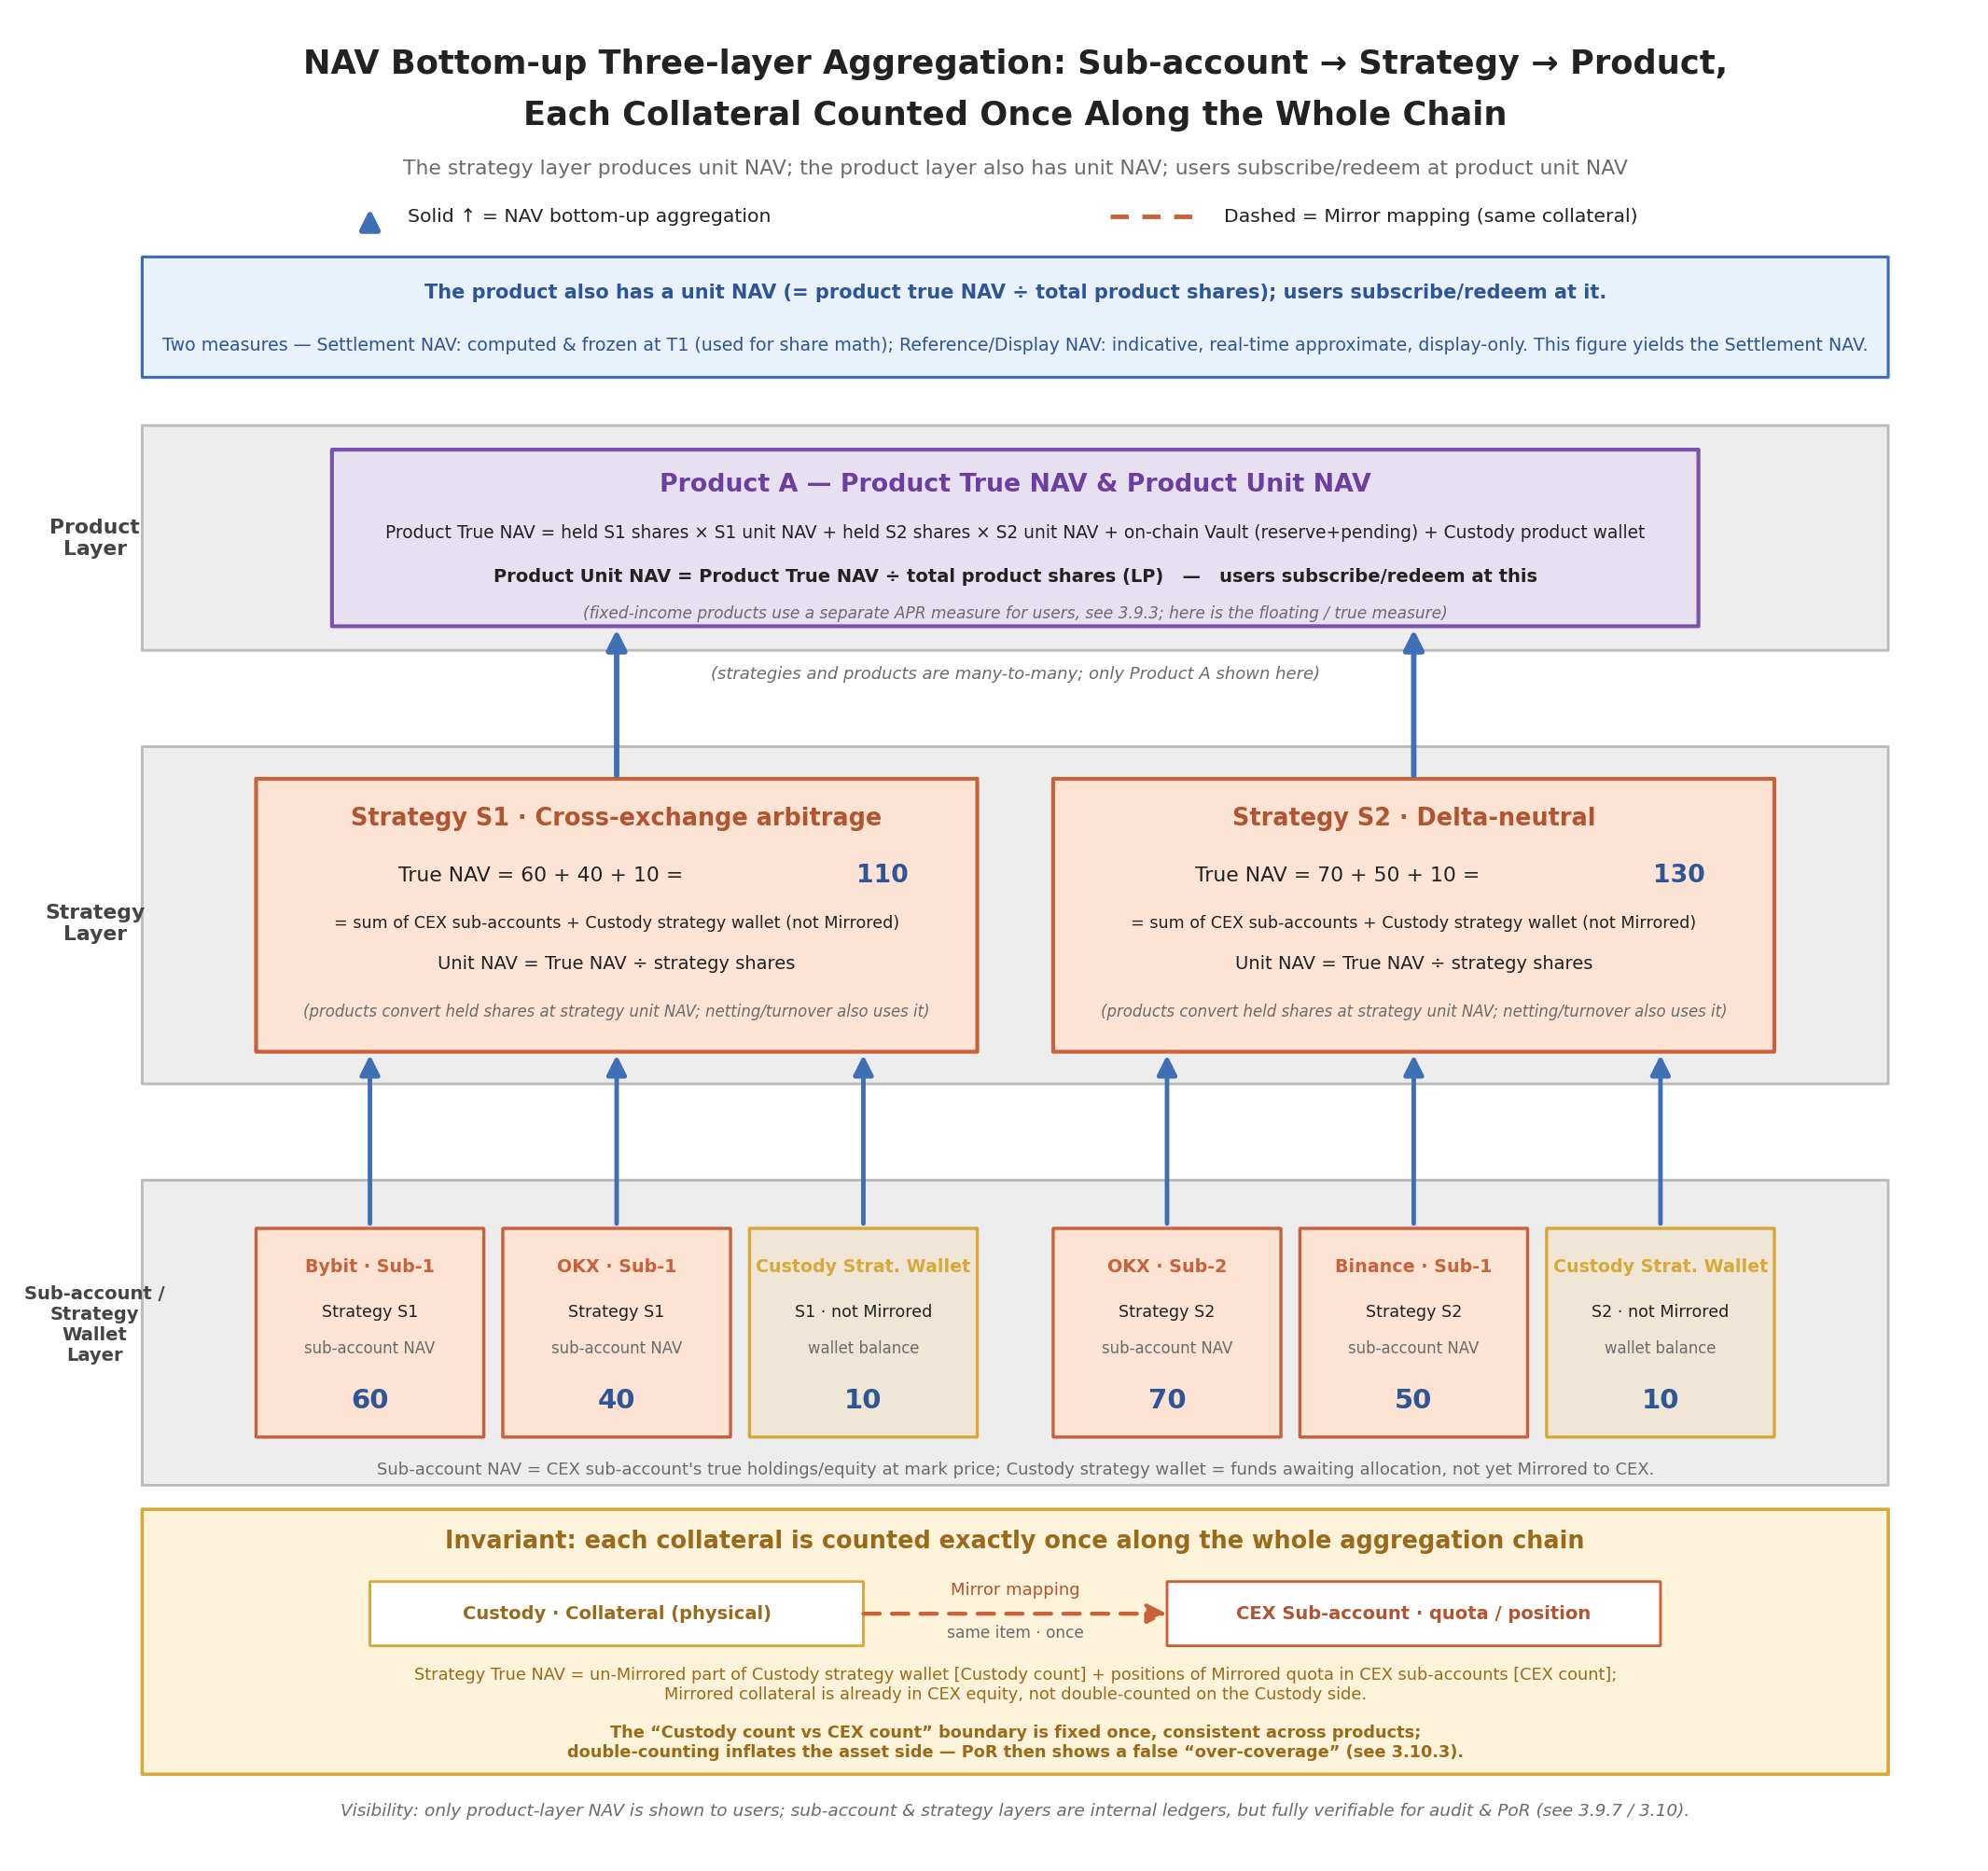 NAV Bottom-up Three-layer Aggregation: Sub-account → Strategy → Product,
Each Collateral Counted Once Along the Whole Chain
The strategy layer produces unit NAV; the product layer also has unit NAV; users subscribe/redeem at product unit NAV
Solid ↑ = NAV bottom-up aggregation
Dashed = Mirror mapping (same collateral)
The product also has a unit NAV (= product true NAV ÷ total product shares); users subscribe/redeem at it.
Two measures — Settlement NAV: computed & frozen at T1 (used for share math); Reference/Display NAV: indicative, real-time approximate, display-only. This figure yields the Settlement NAV.
Product
Layer
Product A — Product True NAV & Product Unit NAV
Product True NAV = held S1 shares × S1 unit NAV + held S2 shares × S2 unit NAV + on-chain Vault (reserve+pending) + Custody product wallet
Product Unit NAV = Product True NAV ÷ total product shares (LP)   —   users subscribe/redeem at this
(fixed-income products use a separate APR measure for users, see 3.9.3; here is the floating / true measure)
(strategies and products are many-to-many; only Product A shown here)
Strategy
Layer
Strategy S1 · Cross-exchange arbitrage
True NAV = 60 + 40 + 10 = 110
= sum of CEX sub-accounts + Custody strategy wallet (not Mirrored)
Unit NAV = True NAV ÷ strategy shares
(products convert held shares at strategy unit NAV; netting/turnover also uses it)
Strategy S2 · Delta-neutral
True NAV = 70 + 50 + 10 = 130
= sum of CEX sub-accounts + Custody strategy wallet (not Mirrored)
Unit NAV = True NAV ÷ strategy shares
(products convert held shares at strategy unit NAV; netting/turnover also uses it)
Sub-account /
Strategy
Wallet
Layer
Bybit · Sub-1
Strategy S1
sub-account NAV
60
OKX · Sub-1
Strategy S1
sub-account NAV
40
Custody Strat. Wallet
S1 · not Mirrored
wallet balance
10
OKX · Sub-2
Strategy S2
sub-account NAV
70
Binance · Sub-1
Strategy S2
sub-account NAV
50
Custody Strat. Wallet
S2 · not Mirrored
wallet balance
10
Sub-account NAV = CEX sub-account's true holdings/equity at mark price; Custody strategy wallet = funds awaiting allocation, not yet Mirrored to CEX.
Invariant: each collateral is counted exactly once along the whole aggregation chain
Custody · Collateral (physical)
Mirror mapping
same item · once
CEX Sub-account · quota / position
Strategy True NAV = un-Mirrored part of Custody strategy wallet [Custody count] + positions of Mirrored quota in CEX sub-accounts [CEX count];
Mirrored collateral is already in CEX equity, not double-counted on the Custody side.
The “Custody count vs CEX count” boundary is fixed once, consistent across products;
double-counting inflates the asset side — PoR then shows a false “over-coverage” (see 3.10.3).
Visibility: only product-layer NAV is shown to users; sub-account & strategy layers are internal ledgers, but fully verifiable for audit & PoR (see 3.9.7 / 3.10).